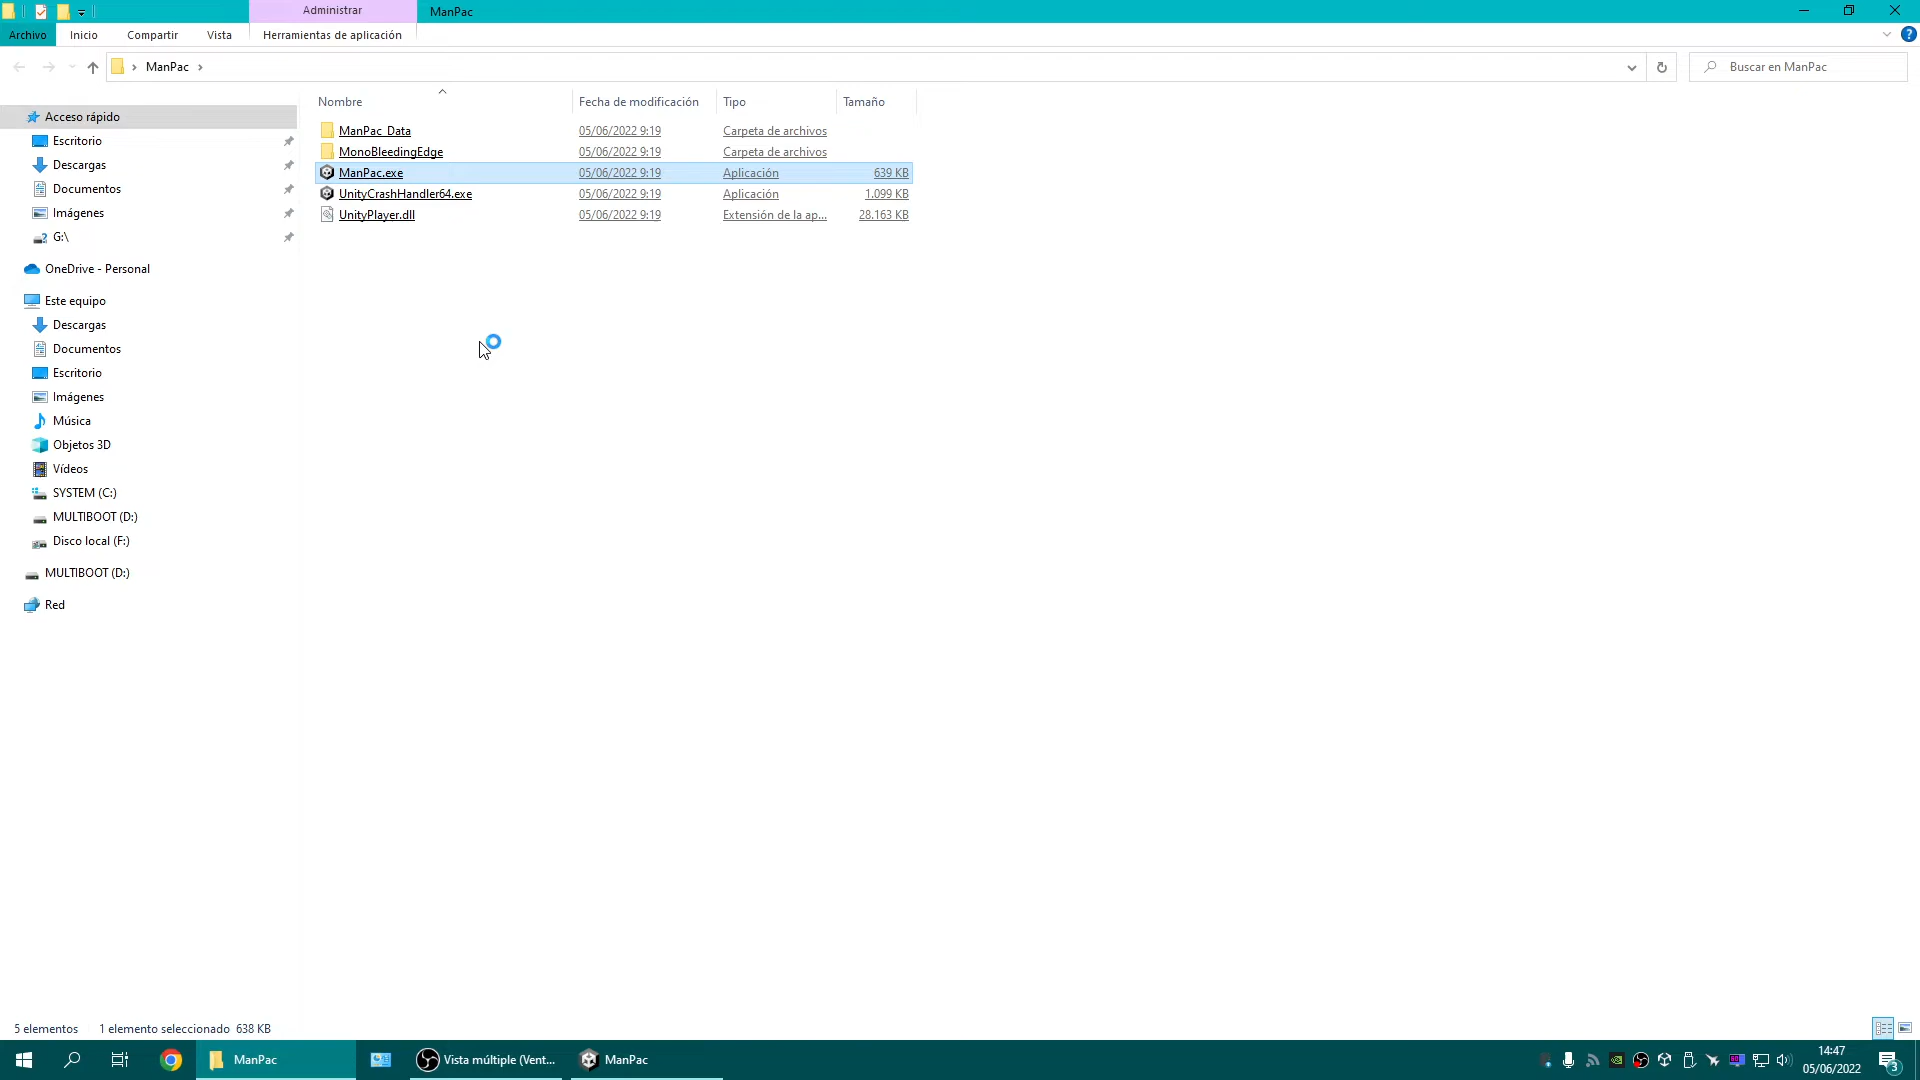 Administrar
ManPac
Archivo
Inicio
Compartir
Vista
Herramientas de aplicación
ManPac
Buscar en ManPac
Nombre
Fecha de modificación
Tipo
Tamaño
Acceso rápido
Escritorio
Descargas
Documentos
Imágenes
G:\
OneDrive - Personal
Este equipo
Descargas
Documentos
Escritorio
Imágenes
Música
Objetos 3D
Vídeos
SYSTEM (C:)
MULTIBOOT (D:)
Disco local (F:)
MULTIBOOT (D:)
Red
ManPac_Data 05/06/2022 9:19 Carpeta de archivos
MonoBleedingEdge 05/06/2022 9:19 Carpeta de archivos
ManPac.exe 05/06/2022 9:19 Aplicación 639 KB
UnityCrashHandler64.exe 05/06/2022 9:19 Aplicación 1.099 KB
UnityPlayer.dll 05/06/2022 9:19 Extensión de la ap... 28.163 KB
5 elementos 1 elemento seleccionado 638 KB
ManPac
Vista múltiple (Vent...
ManPac
14:47
05/06/2022
3